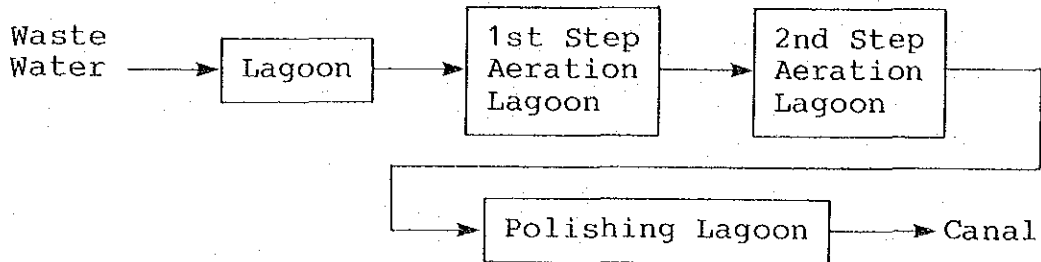 Waste
Water
Lagoon
1st Step
Aeration
Lagoon
2nd Step
Aeration
Lagoon
Polishing Lagoon
Canal